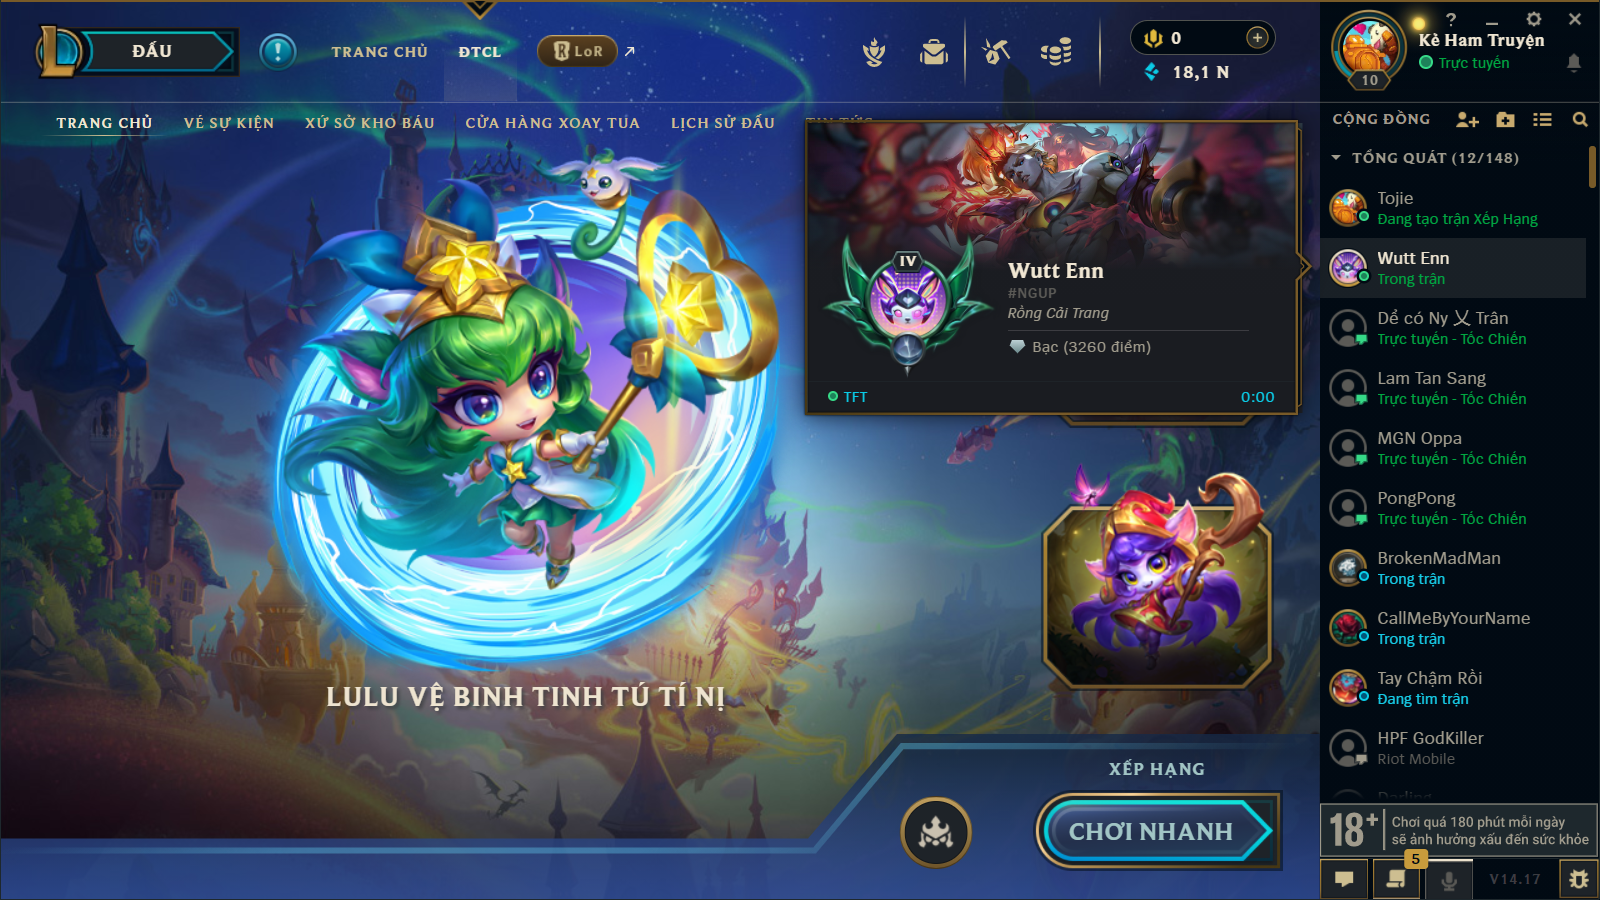 ĐẤU
TRANG CHỦ
ĐTCL
LoR
0
18,1 N
Kẻ Ham Truyện
Trực tuyến
10
TRANG CHỦ
VÉ SỰ KIỆN
XỨ SỞ KHO BÁU
CỬA HÀNG XOAY TUA
LỊCH SỬ ĐẤU
TIN TỨC
IV
Wutt Enn
#NGUP
Rồng Cải Trang
Bạc (3260 điểm)
TFT
0:00
LULU VỆ BINH TINH TÚ TÍ NỊ
XẾP HẠNG
CHƠI NHANH
CỘNG ĐỒNG
TỔNG QUÁT (12/148)
Tojie
Đang tạo trận Xếp Hạng
Wutt Enn
Trong trận
Dể có Ny 乂 Trân
Trực tuyến - Tốc Chiến
Lam Tan Sang
Trực tuyến - Tốc Chiến
MGN Oppa
Trực tuyến - Tốc Chiến
PongPong
Trực tuyến - Tốc Chiến
BrokenMadMan
Trong trận
CallMeByYourName
Trong trận
Tay Chậm Rồi
Đang tìm trận
HPF GodKiller
Riot Mobile
Darling
18+
Chơi quá 180 phút mỗi ngày
sẽ ảnh hưởng xấu đến sức khỏe
5
V14.17